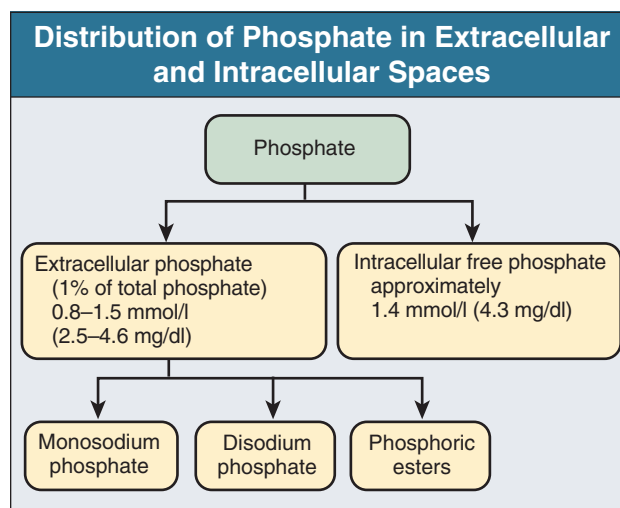 Distribution of Phosphate in Extracellular
and Intracellular Spaces
Phosphate
Extracellular phosphate
(1% of total phosphate)
0.8–1.5 mmol/l
(2.5–4.6 mg/dl)
Intracellular free phosphate
approximately
1.4 mmol/l (4.3 mg/dl)
Monosodium
phosphate
Disodium
phosphate
Phosphoric
esters